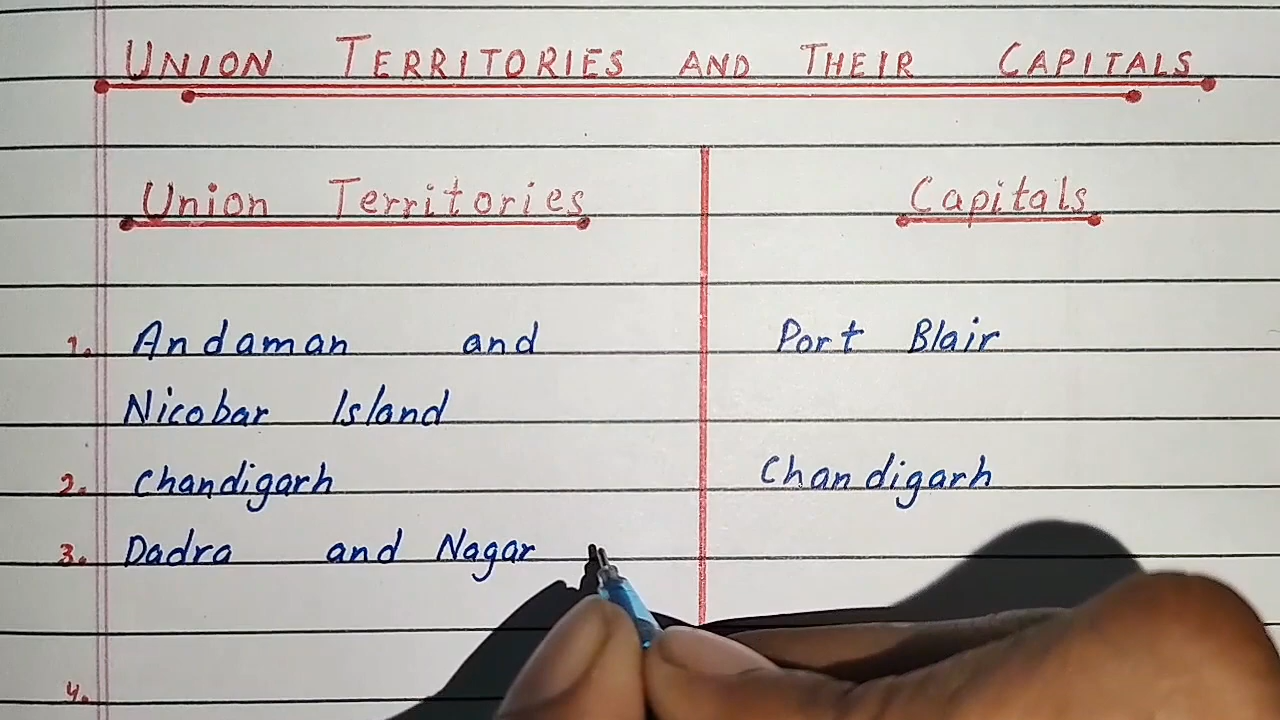 UNION TERRITORIES AND THEIR CAPITALS
Union Territories Capitals
1. Andaman and Port Blair
Nicobar Island
2. Chandigarh Chandigarh
3. Dadra and Nagar
4.